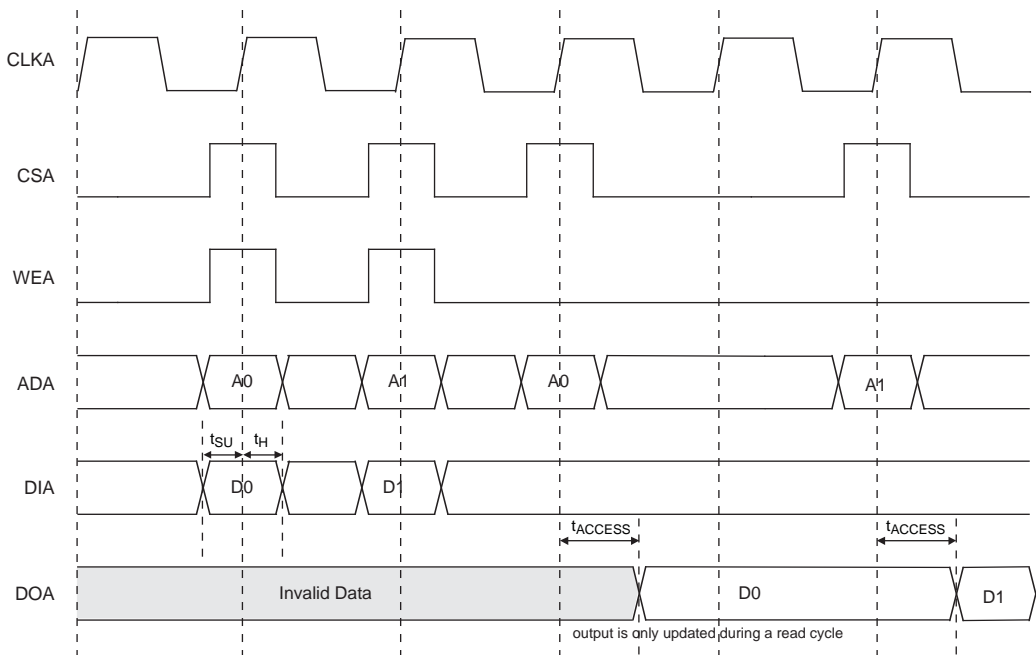 CLKA
CSA
WEA
ADA
A0
A1
A0
A1
tSU
tH
DIA
D0
D1
tACCESS
tACCESS
DOA
Invalid Data
D0
D1
output is only updated during a read cycle